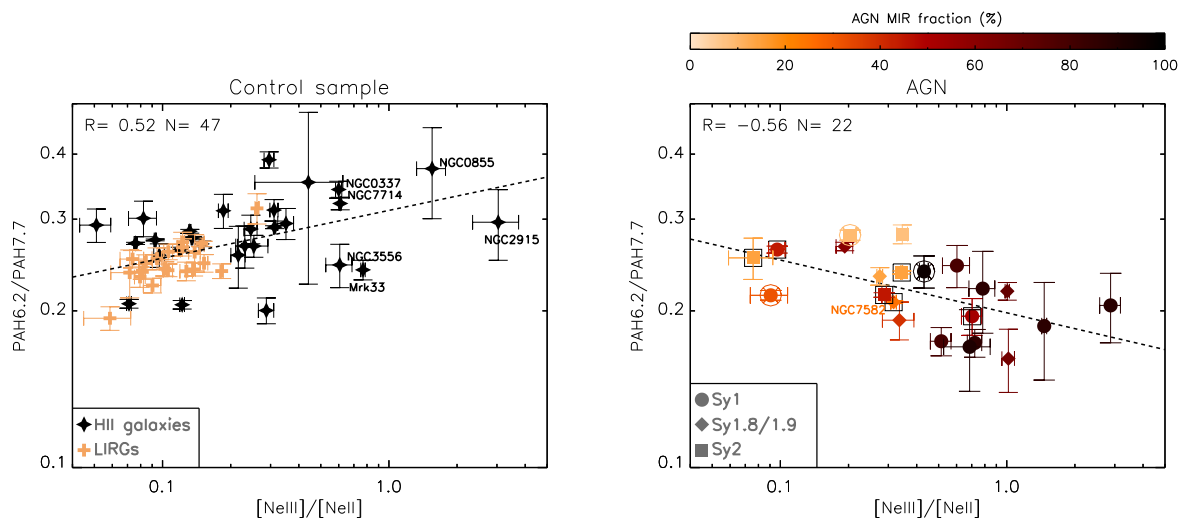 AGN MIR fraction (%)
0 20 40 60 80 100
Control sample
R= 0.52 N= 47
NGC0855
NGC0337
NGC7714
NGC2915
NGC3556
Mrk33
HII galaxies
LIRGs
0.4
0.3
0.2
0.1
PAH6.2/PAH7.7
0.1 1.0
[NeIII]/[NeII]
AGN
R= −0.56 N= 22
NGC7582
Sy1
Sy1.8/1.9
Sy2
0.4
0.3
0.2
0.1
PAH6.2/PAH7.7
0.1 1.0
[NeIII]/[NeII]